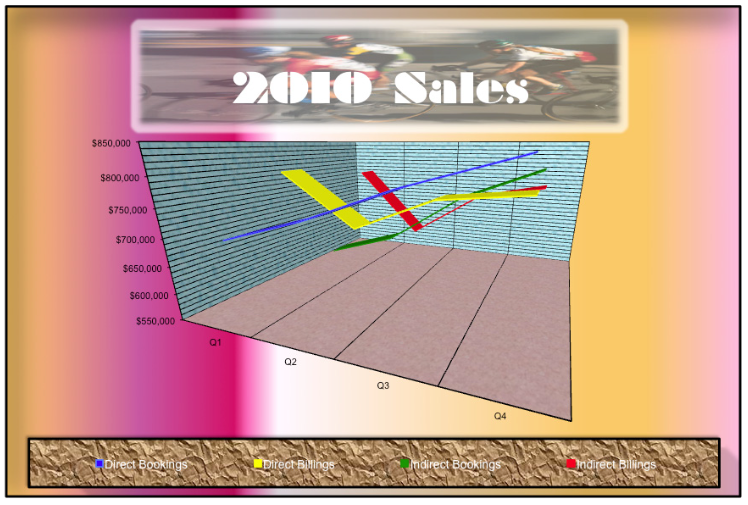 2010 Sales
$850,000
$800,000
$750,000
$700,000
$650,000
$600,000
$550,000
Q1
Q2
Q3
Q4
Direct Bookings Direct Billings Indirect Bookings Indirect Billings